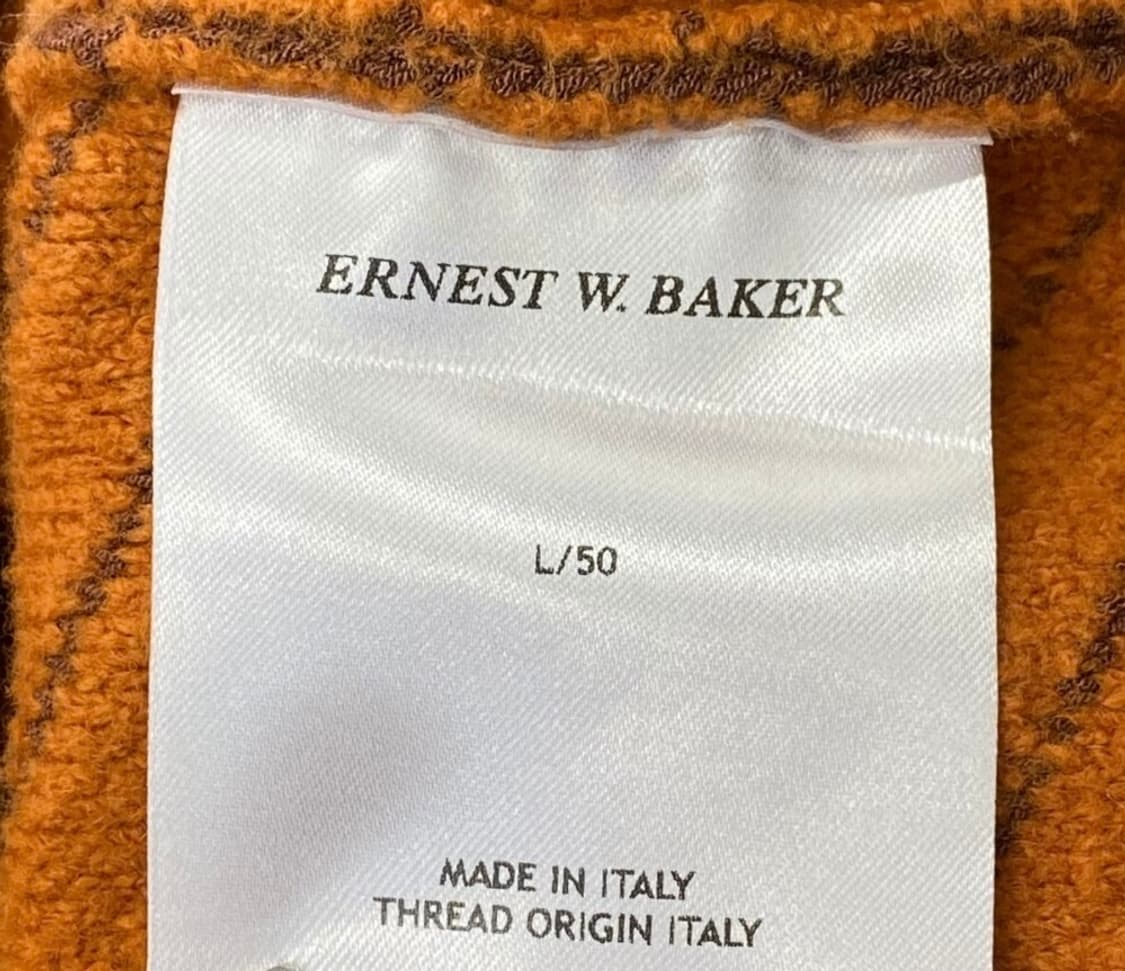 ERNEST W. BAKER
L/50
MADE IN ITALY
THREAD ORIGIN ITALY